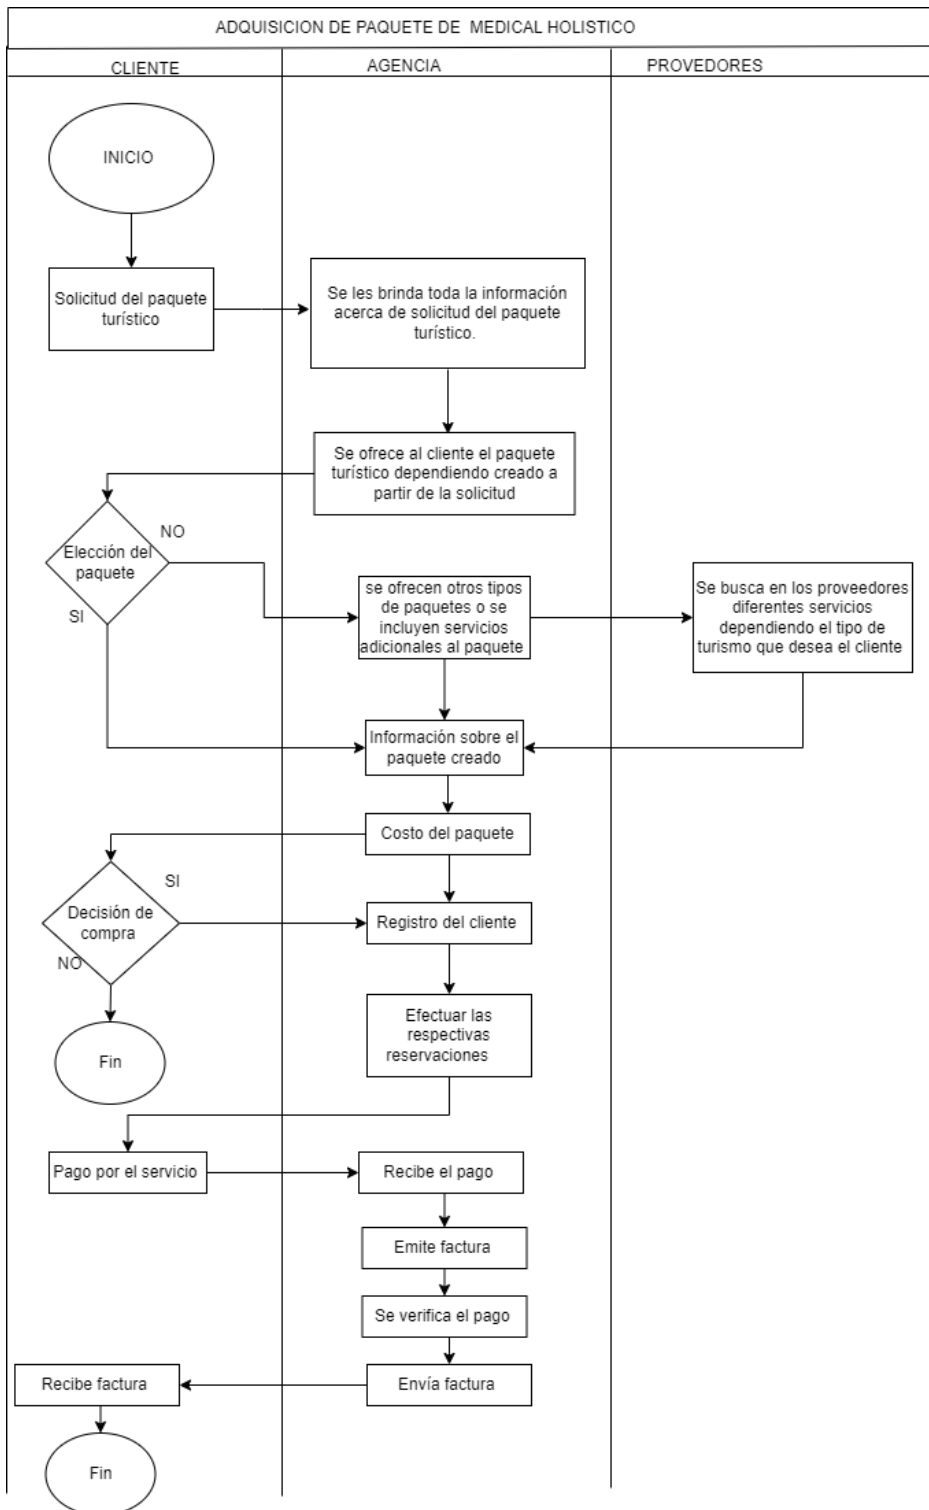 ADQUISICION DE PAQUETE DE MEDICAL HOLISTICO
CLIENTE
AGENCIA
PROVEDORES
INICIO
Solicitud del paquete
turístico
Se les brinda toda la información
acerca de solicitud del paquete
turístico.
Se ofrece al cliente el paquete
turístico dependiendo creado a
partir de la solicitud
Elección del
paquete
NO
SI
se ofrecen otros tipos
de paquetes o se
incluyen servicios
adicionales al paquete
Se busca en los proveedores
diferentes servicios
dependiendo el tipo de
turismo que desea el cliente
Información sobre el
paquete creado
Costo del paquete
Decisión de
compra
SI
NO
Registro del cliente
Fin
Efectuar las
respectivas
reservaciones
Pago por el servicio
Recibe el pago
Emite factura
Se verifica el pago
Envía factura
Recibe factura
Fin